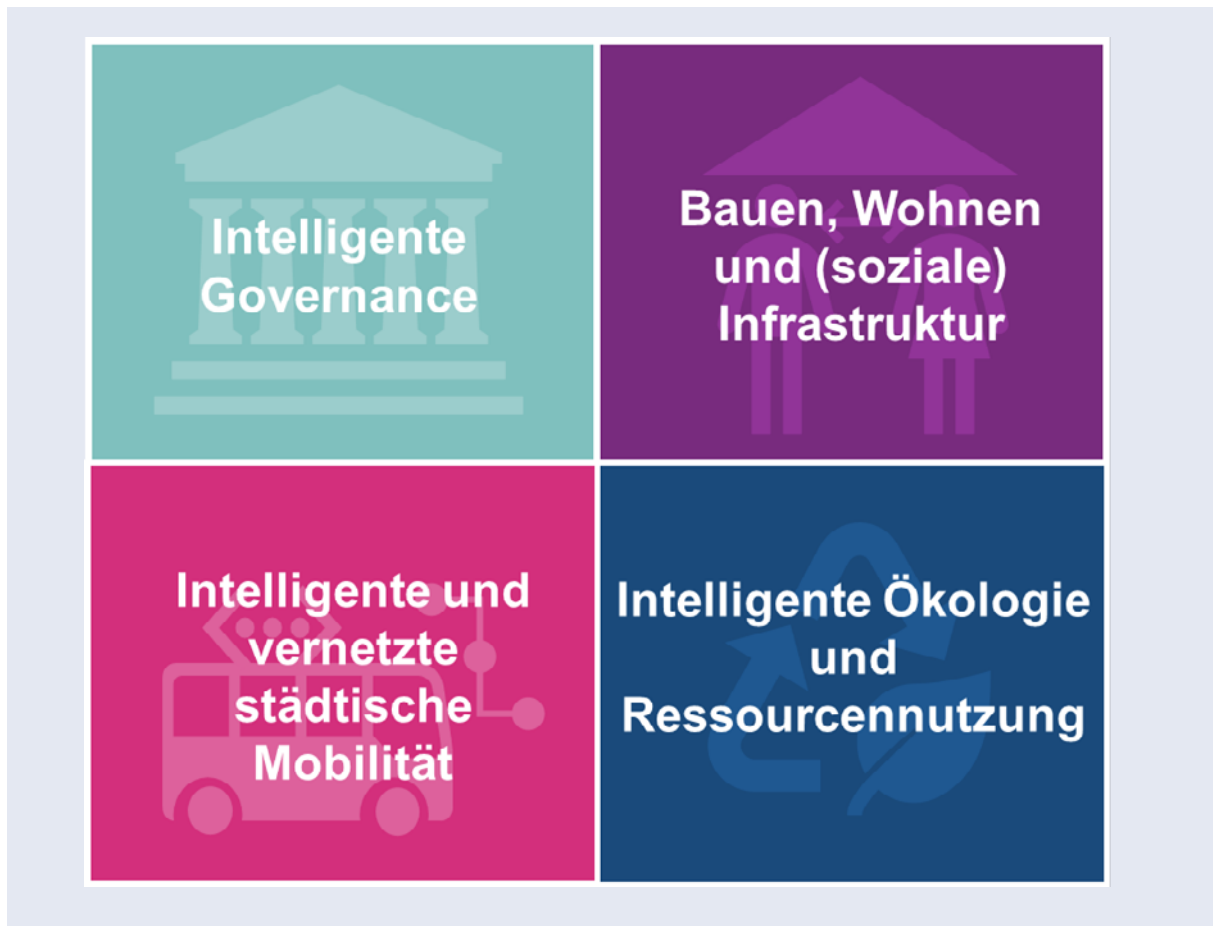 Intelligente
Governance
Bauen, Wohnen
und (soziale)
Infrastruktur
Intelligente und
vernetzte
städtische
Mobilität
Intelligente Ökologie
und
Ressourcennutzung